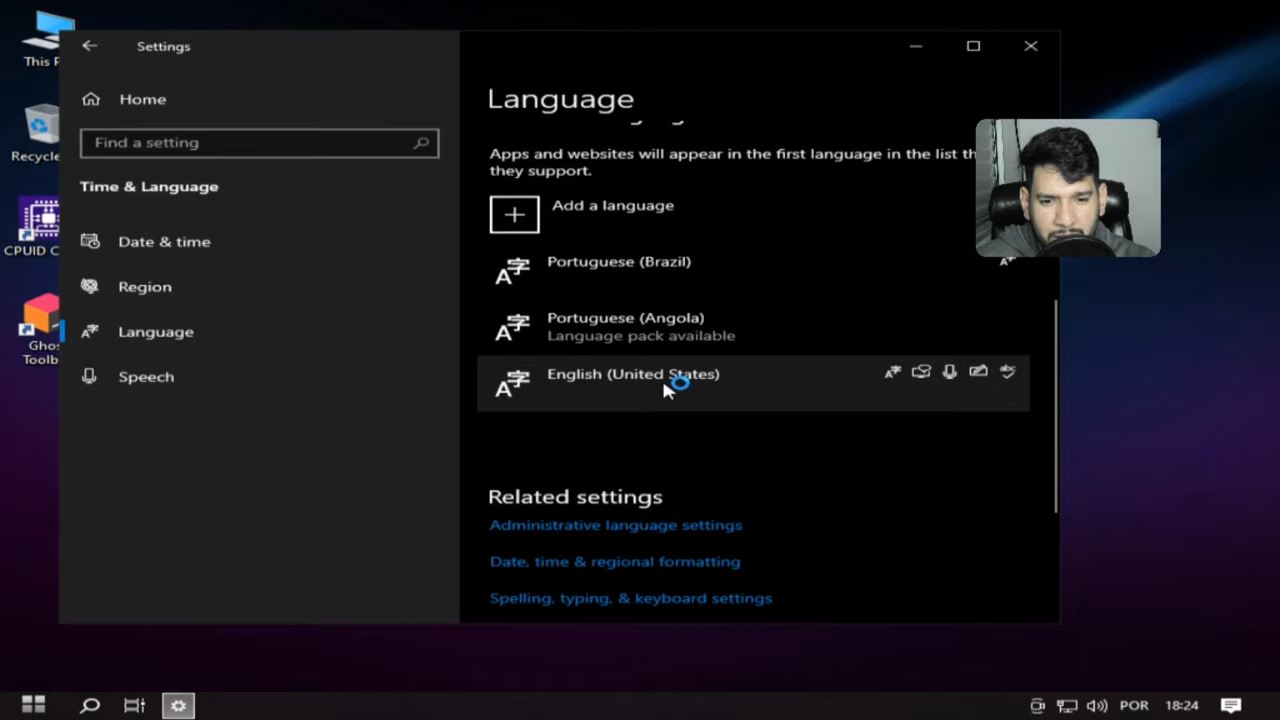 This P
Recycle
CPUID C
Ghos
Toolb
Settings
Home
Find a setting
Time & Language
Date & time
Region
Language
Speech
Language
Apps and websites will appear in the first language in the list th
they support.
Add a language
Portuguese (Brazil)
Portuguese (Angola)
Language pack available
English (United States)
Related settings
Administrative language settings
Date, time & regional formatting
Spelling, typing, & keyboard settings
POR
18:24